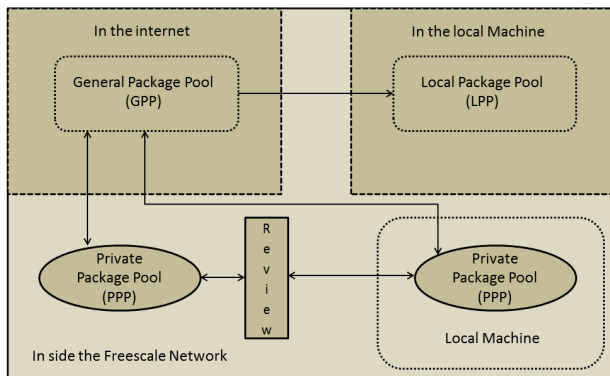 In the internet
In the local Machine
General Package Pool
(GPP)
Local Package Pool
(LPP)
Private
Package Pool
(PPP)
Review
Private
Package Pool
(PPP)
Local Machine
In side the Freescale Network